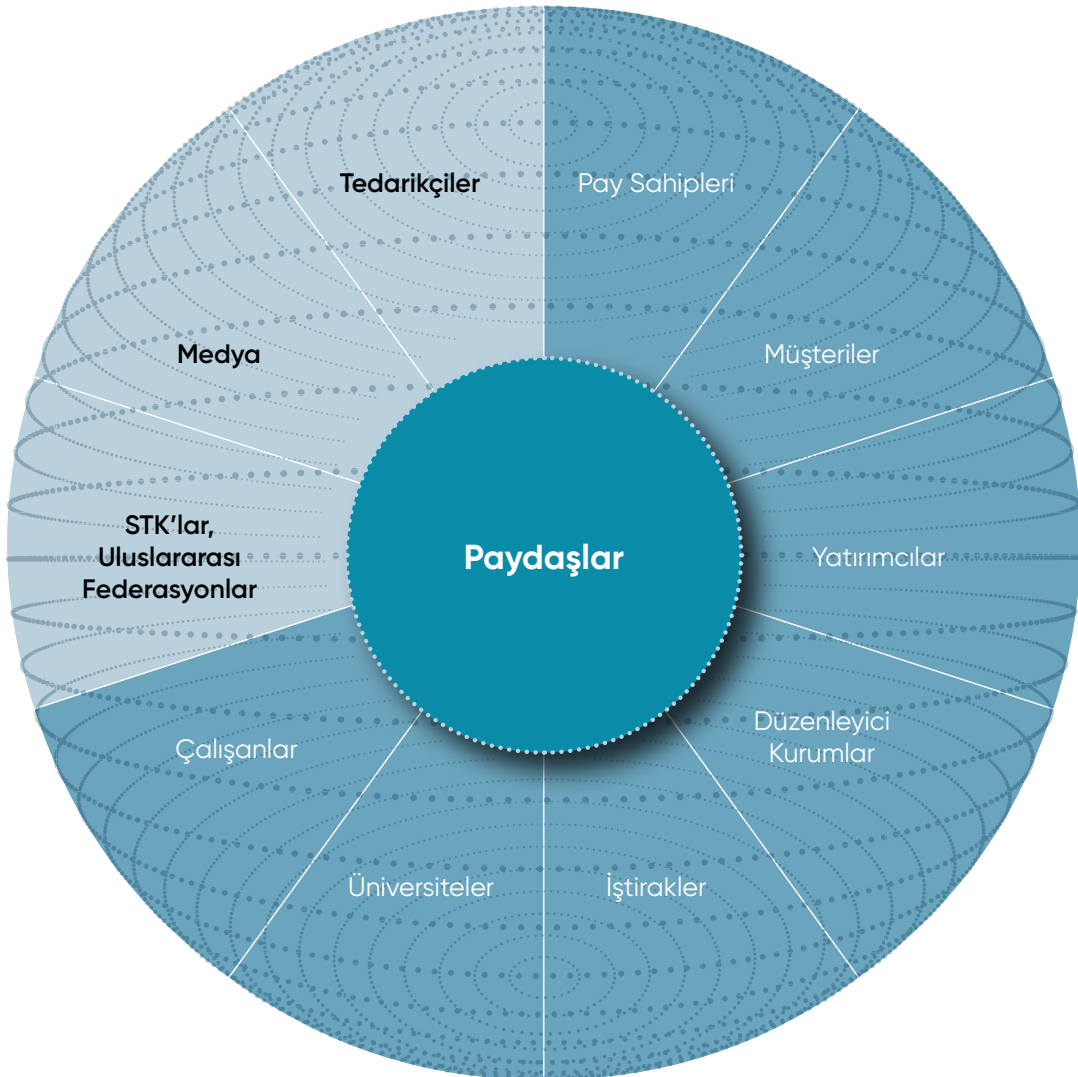 Tedarikçiler
Pay Sahipleri
Medya
Müşteriler
STK'lar,
Uluslararası
Federasyonlar
Paydaşlar
Yatırımcılar
Çalışanlar
Düzenleyici
Kurumlar
Üniversiteler
İştirakler